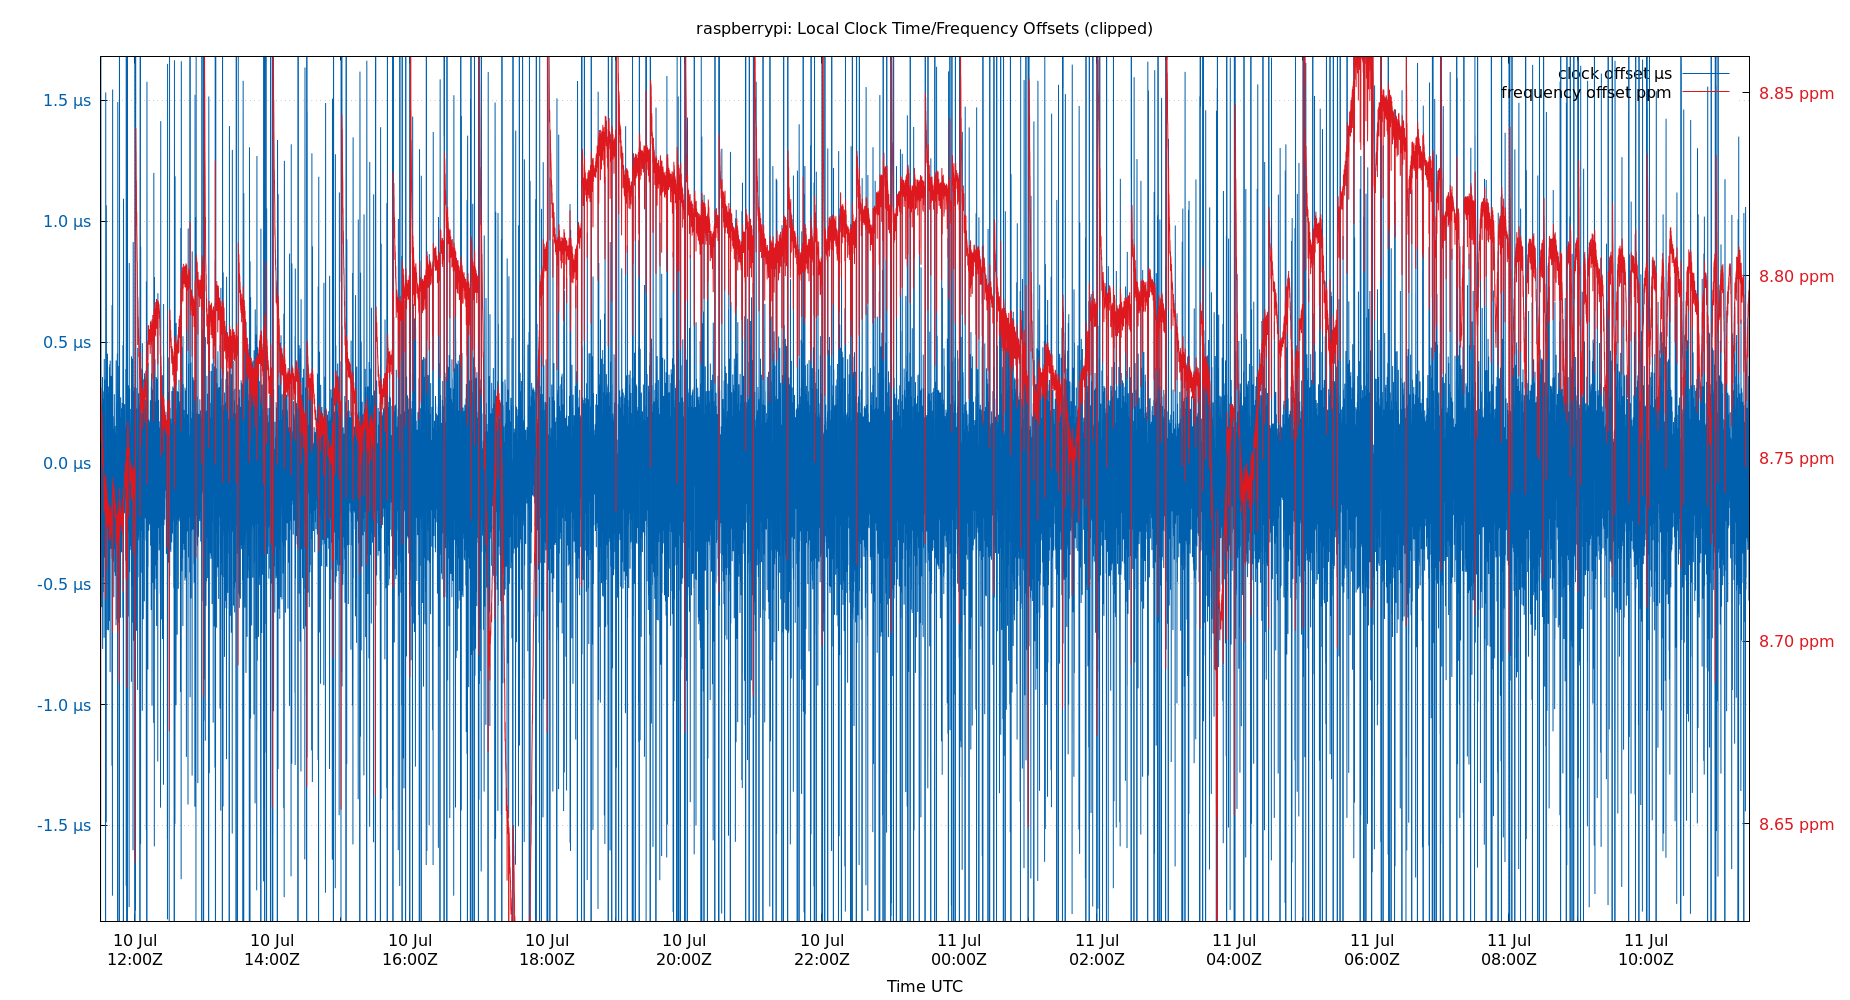 raspberrypi: Local Clock Time/Frequency Offsets (clipped)
clock offset µs
frequency offset ppm
1.5 µs
1.0 µs
0.5 µs
0.0 µs
-0.5 µs
-1.0 µs
-1.5 µs
8.85 ppm
8.80 ppm
8.75 ppm
8.70 ppm
8.65 ppm
10 Jul 10 Jul 10 Jul 10 Jul 10 Jul 10 Jul 11 Jul 11 Jul 11 Jul 11 Jul 11 Jul 11 Jul
12:00Z 14:00Z 16:00Z 18:00Z 20:00Z 22:00Z 00:00Z 02:00Z 04:00Z 06:00Z 08:00Z 10:00Z
Time UTC